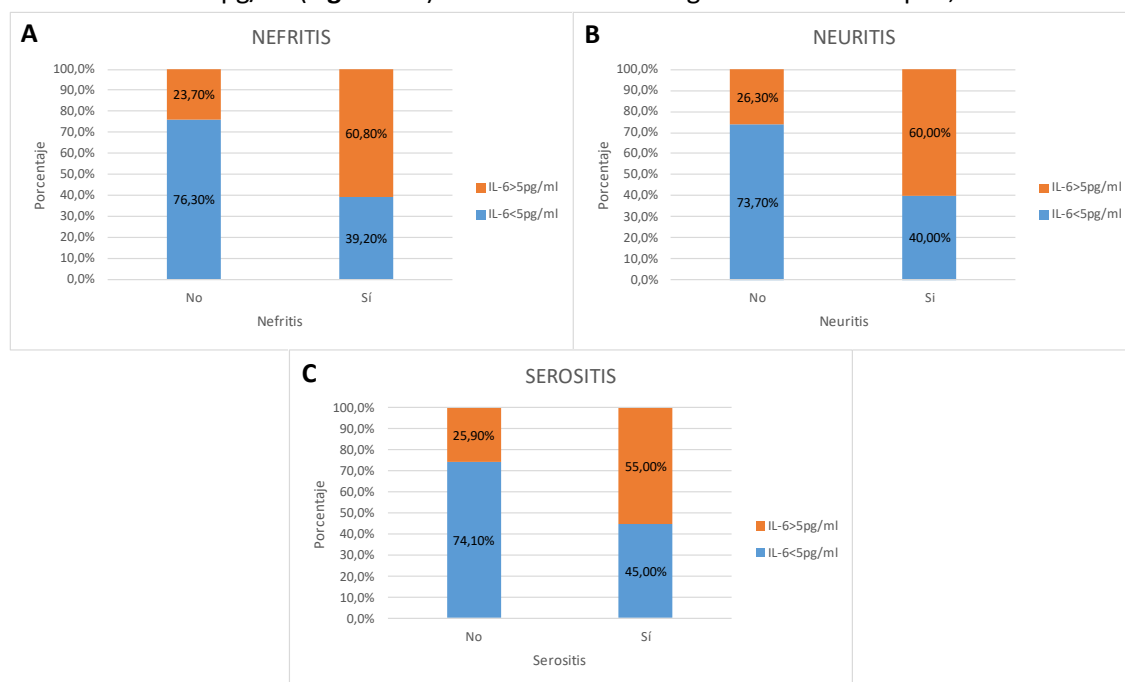 A
NEFRITIS
100,0%
90,0%
80,0%
70,0%
60,0%
50,0%
40,0%
30,0%
20,0%
10,0%
0,0%
Porcentaje
23,70%
60,80%
76,30%
39,20%
IL-6>5pg/ml
IL-6<5pg/ml
No Sí
Nefritis
B
NEURITIS
100,0%
90,0%
80,0%
70,0%
60,0%
50,0%
40,0%
30,0%
20,0%
10,0%
0,0%
Porcentaje
26,30%
60,00%
73,70%
40,00%
IL-6>5pg/ml
IL-6<5pg/ml
No Si
Neuritis
C
SEROSITIS
100,0%
90,0%
80,0%
70,0%
60,0%
50,0%
40,0%
30,0%
20,0%
10,0%
0,0%
Porcentaje
25,90%
55,00%
74,10%
45,00%
IL-6>5pg/ml
IL-6<5pg/ml
No Sí
Serositis